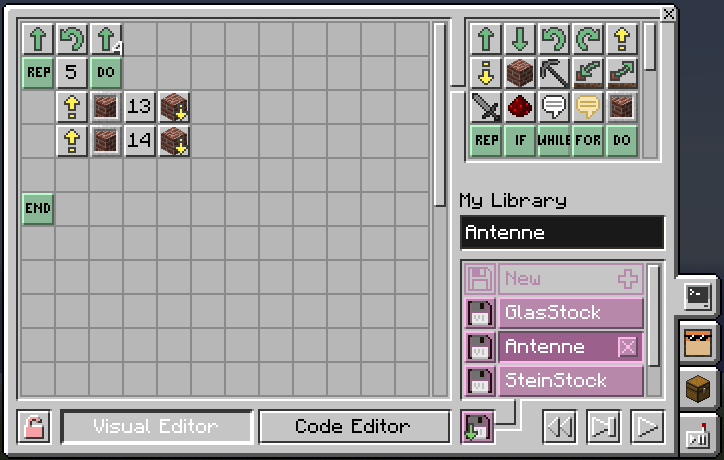 4
REP 5 DO
13
14
END
REP IF WHILE FOR DO
My Library
Antenne
New
GlasStock
Antenne
SteinStock
Visual Editor
Code Editor